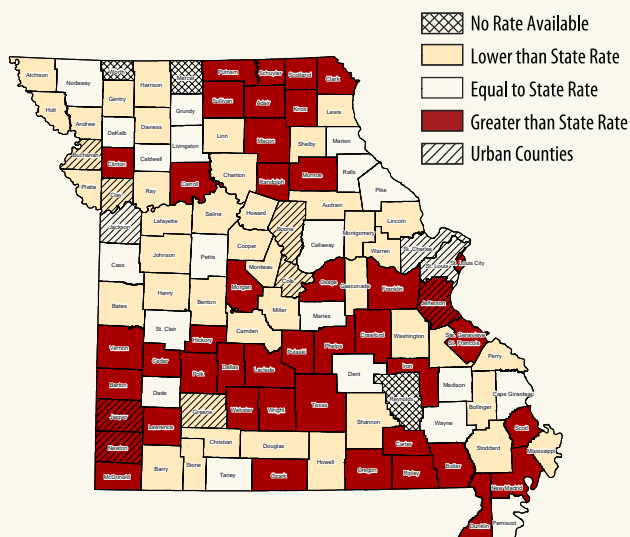 No Rate Available
Lower than State Rate
Equal to State Rate
Greater than State Rate
Urban Counties
Atchison
Nodaway
Worth
Harrison
Mercer
Putnam
Schuyler
Scotland
Clark
Holt
Gentry
Sullivan
Adair
Knox
Lewis
Andrew
DeKalb
Daviess
Grundy
Linn
Macon
Shelby
Marion
Buchanan
Clinton
Caldwell
Livingston
Chariton
Randolph
Monroe
Ralls
Pike
Platte
Clay
Ray
Carroll
Saline
Howard
Boone
Audrain
Lincoln
Jackson
Lafayette
Cooper
Callaway
Montgomery
Warren
St. Charles
St. Louis
St. Louis City
Cass
Johnson
Pettis
Moniteau
Cole
Osage
Gasconade
Franklin
Jefferson
Bates
Henry
Benton
Morgan
Miller
Maries
St. Clair
Camden
Hickory
Pulaski
Phelps
Crawford
Washington
Ste. Genevieve
St. Francois
Perry
Vernon
Cedar
Polk
Dallas
Laclede
Dent
Iron
Madison
Cape Girardeau
Barton
Dade
Greene
Webster
Wright
Texas
Shannon
Reynolds
Wayne
Bollinger
Scott
Jasper
Lawrence
Newton
Christian
Douglas
Howell
Carter
Butler
Stoddard
Mississippi
McDonald
Barry
Stone
Taney
Ozark
Oregon
Ripley
New Madrid
Dunklin
Pemiscot